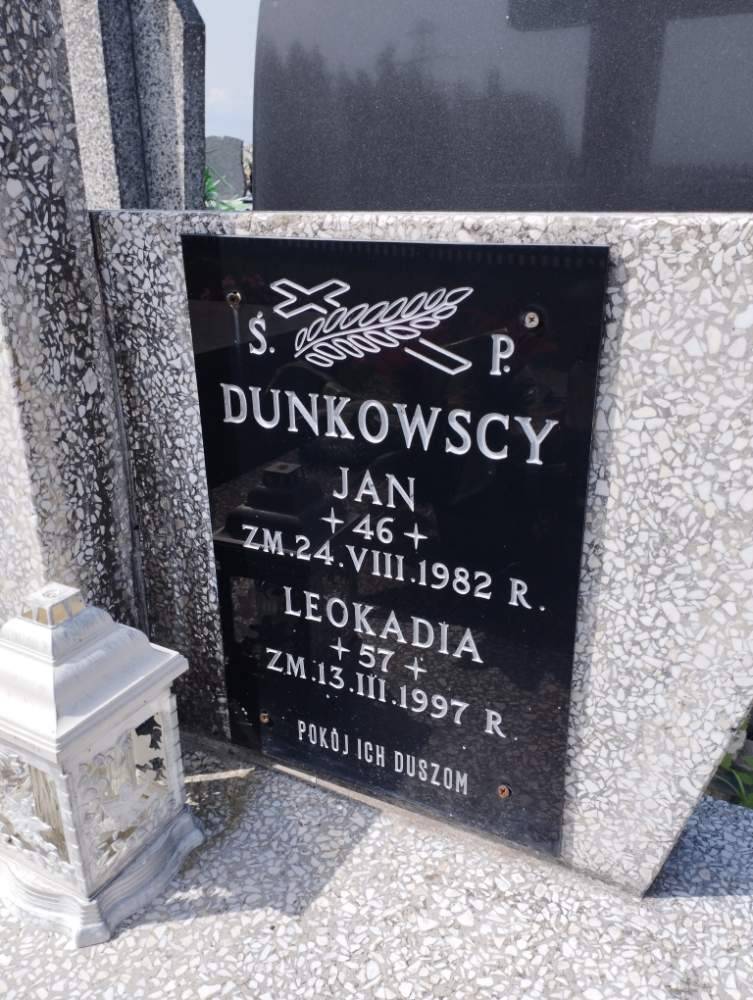 Ś. P.
DUNKOWSCY
JAN
+ 46 +
ZM.24.VIII.1982 R.
LEOKADIA
+ 57 +
ZM.13.III.1997 R.
POKÓJ ICH DUSZOM